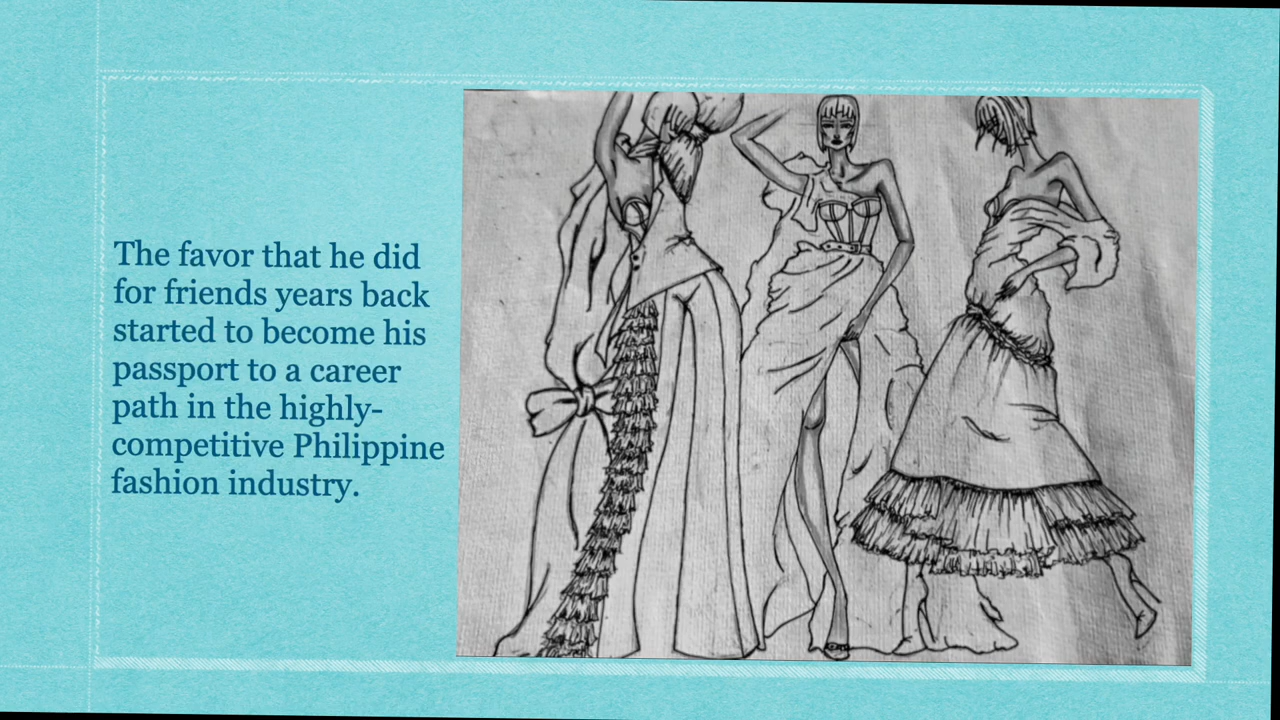 The favor that he did
for friends years back
started to become his
passport to a career
path in the highly-
competitive Philippine
fashion industry.